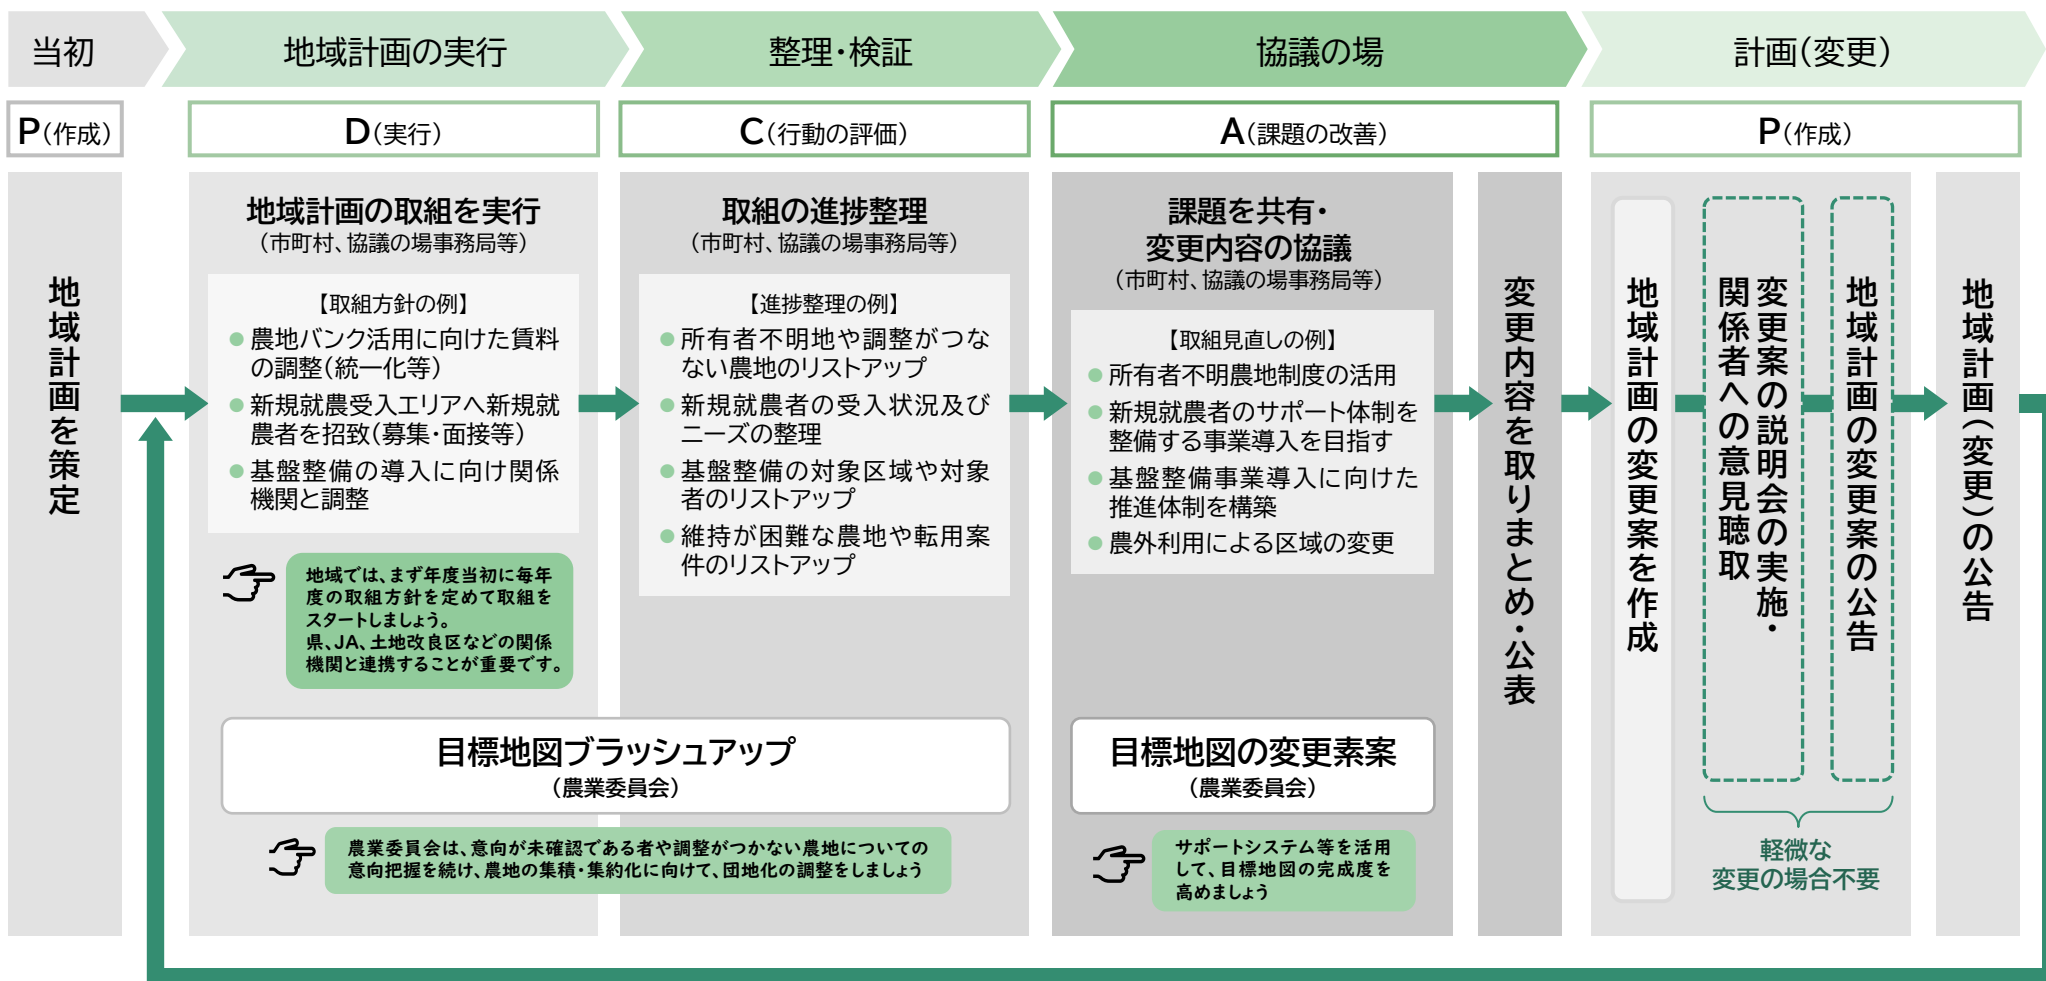 当初
地域計画の実行
整理・検証
協議の場
計画（変更）
P（作成）
D（実行）
C（行動の評価）
A（課題の改善）
P（作成）
地域計画を策定
地域計画の取組を実行
（市町村、協議の場事務局等）
【取組方針の例】
●農地バンク活用に向けた賃料
の調整（統一化等）
●新規就農受入エリアへ新規就
農者を招致（募集・面接等）
●基盤整備の導入に向け関係
機関と調整
地域では、まず年度当初に毎年
度の取組方針を定めて取組を
スタートしましょう。
県、JA、土地改良区などの関係
機関と連携することが重要です。
取組の進捗整理
（市町村、協議の場事務局等）
【進捗整理の例】
●所有者不明地や調整がつな
ない農地のリストアップ
●新規就農者の受入状況及び
ニーズの整理
●基盤整備の対象区域や対象
者のリストアップ
●維持が困難な農地や転用案
件のリストアップ
目標地図ブラッシュアップ
（農業委員会）
農業委員会は、意向が未確認である者や調整がつかない農地についての
意向把握を続け、農地の集積・集約化に向けて、団地化の調整をしましょう
課題を共有・
変更内容の協議
（市町村、協議の場事務局等）
【取組見直しの例】
●所有者不明農地制度の活用
●新規就農者のサポート体制を
整備する事業導入を目指す
●基盤整備事業導入に向けた
推進体制を構築
●農外利用による区域の変更
目標地図の変更素案
（農業委員会）
サポートシステム等を活用
して、目標地図の完成度を
高めましょう
変更内容を取りまとめ・公表
地域計画の変更案を作成
変更案の説明会の実施・
関係者への意見聴取
地域計画の変更案の公告
軽微な
変更の場合不要
地域計画（変更）の公告